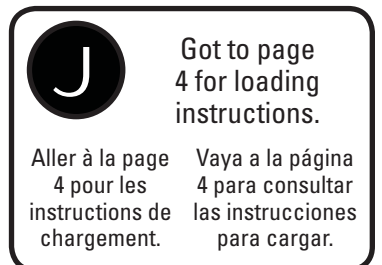 J
Got to page
4 for loading
instructions.
Aller à la page
4 pour les
instructions de
chargement.
Vaya a la página
4 para consultar
las instrucciones
para cargar.